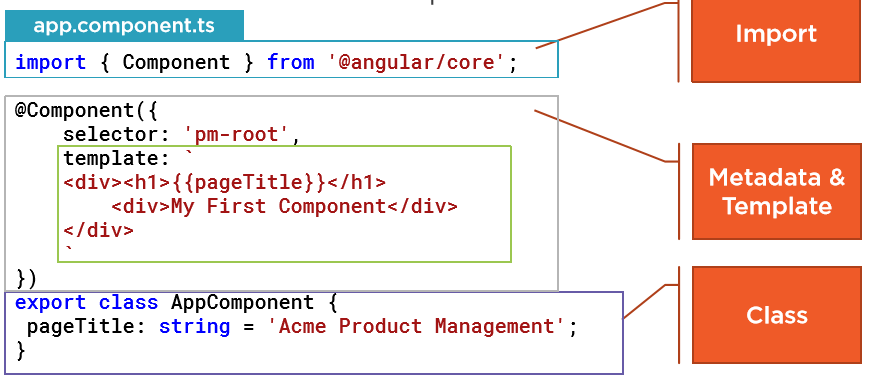 app.component.ts
import { Component } from '@angular/core';
Import
@Component({
selector: 'pm-root',
template: `
<div><h1>{{pageTitle}}</h1>
<div>My First Component</div>
</div>
`
})
Metadata &
Template
export class AppComponent {
pageTitle: string = 'Acme Product Management';
}
Class